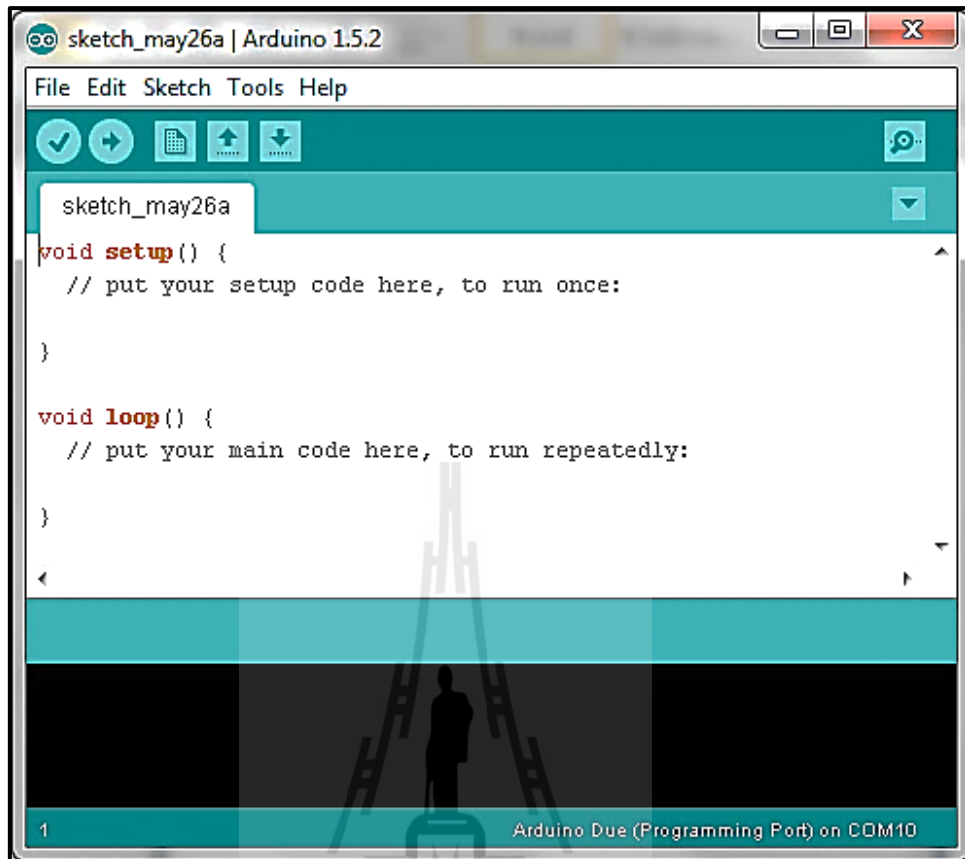 sketch_may26a | Arduino 1.5.2
File Edit Sketch Tools Help
sketch_may26a
void setup() {
  // put your setup code here, to run once:
}
void loop() {
  // put your main code here, to run repeatedly:
}
1 Arduino Due (Programming Port) on COM10